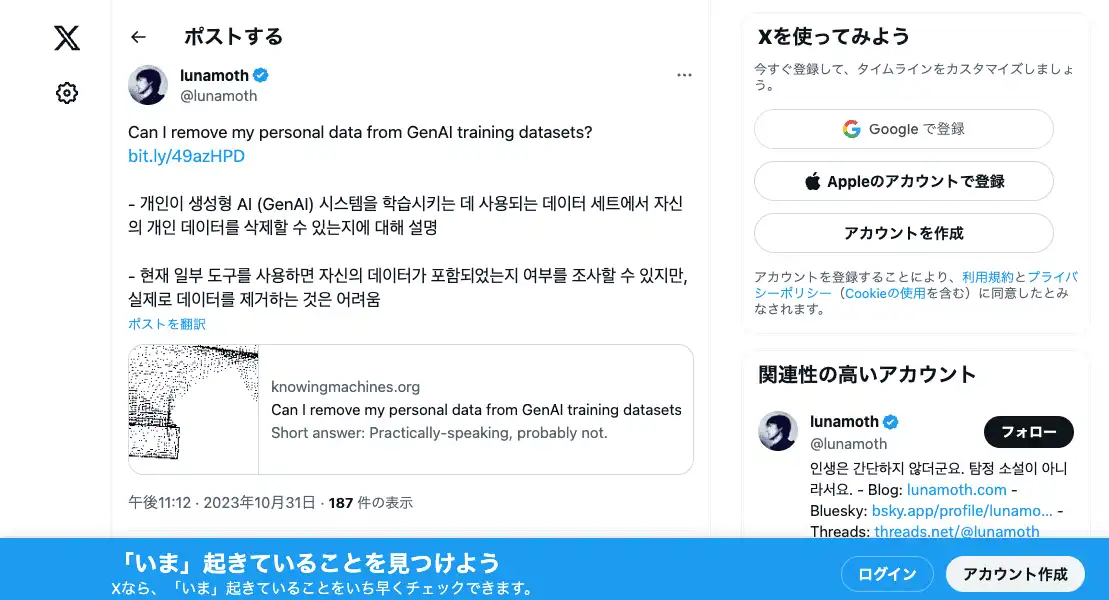 ポストする
lunamoth
@lunamoth
Can I remove my personal data from GenAI training datasets?
bit.ly/49azHPD
- 개인이 생성형 AI (GenAI) 시스템을 학습시키는 데 사용되는 데이터 세트에서 자신
의 개인 데이터를 삭제할 수 있는지에 대해 설명
- 현재 일부 도구를 사용하면 자신의 데이터가 포함되었는지 여부를 조사할 수 있지만,
실제로 데이터를 제거하는 것은 어려움
ポストを翻訳
knowingmachines.org
Can I remove my personal data from GenAI training datasets
Short answer: Practically-speaking, probably not.
午後11:12 · 2023年10月31日 · 187 件の表示
Xを使ってみよう
今すぐ登録して、タイムラインをカスタマイズしましょ
う。
Google で登録
Appleのアカウントで登録
アカウントを作成
アカウントを登録することにより、利用規約とプライバ
シーポリシー（Cookieの使用を含む）に同意したとみ
なされます。
関連性の高いアカウント
lunamoth
@lunamoth
フォロー
인생은 간단하지 않더군요. 탐정 소설이 아니
라서요. - Blog: lunamoth.com -
Bluesky: bsky.app/profile/lunamo... -
Threads: threads.net/@lunamoth
「いま」起きていることを見つけよう
Xなら、「いま」起きていることをいち早くチェックできます。
ログイン
アカウント作成